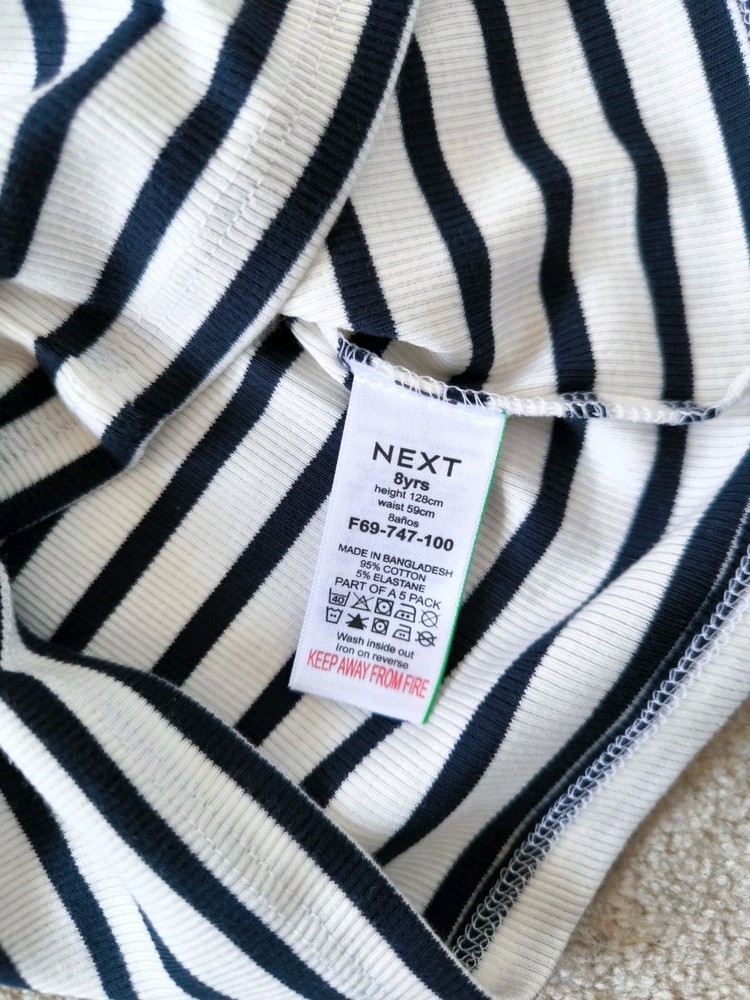 NEXT
8yrs
height 128cm
waist 59cm
8años
F69-747-100
MADE IN BANGLADESH
95% COTTON
5% ELASTANE
PART OF A 5 PACK
40
Wash inside out
Iron on reverse
KEEP AWAY FROM FIRE